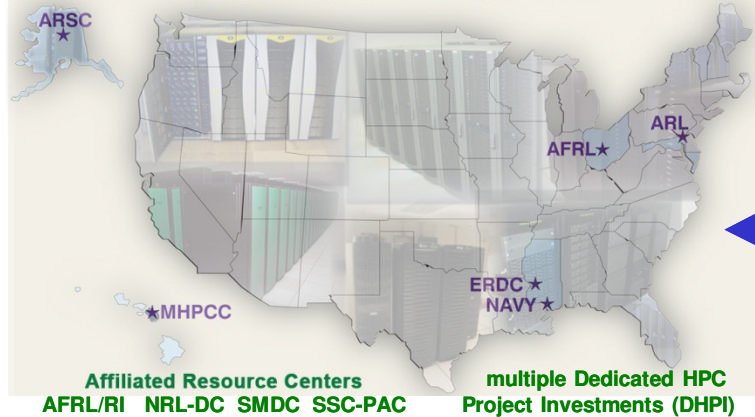 ARSC
ARL
AFRL
ERDC
NAVY
MHPCC
Affiliated Resource Centers
AFRL/RI NRL-DC SMDC SSC-PAC
multiple Dedicated HPC
Project Investments (DHPI)